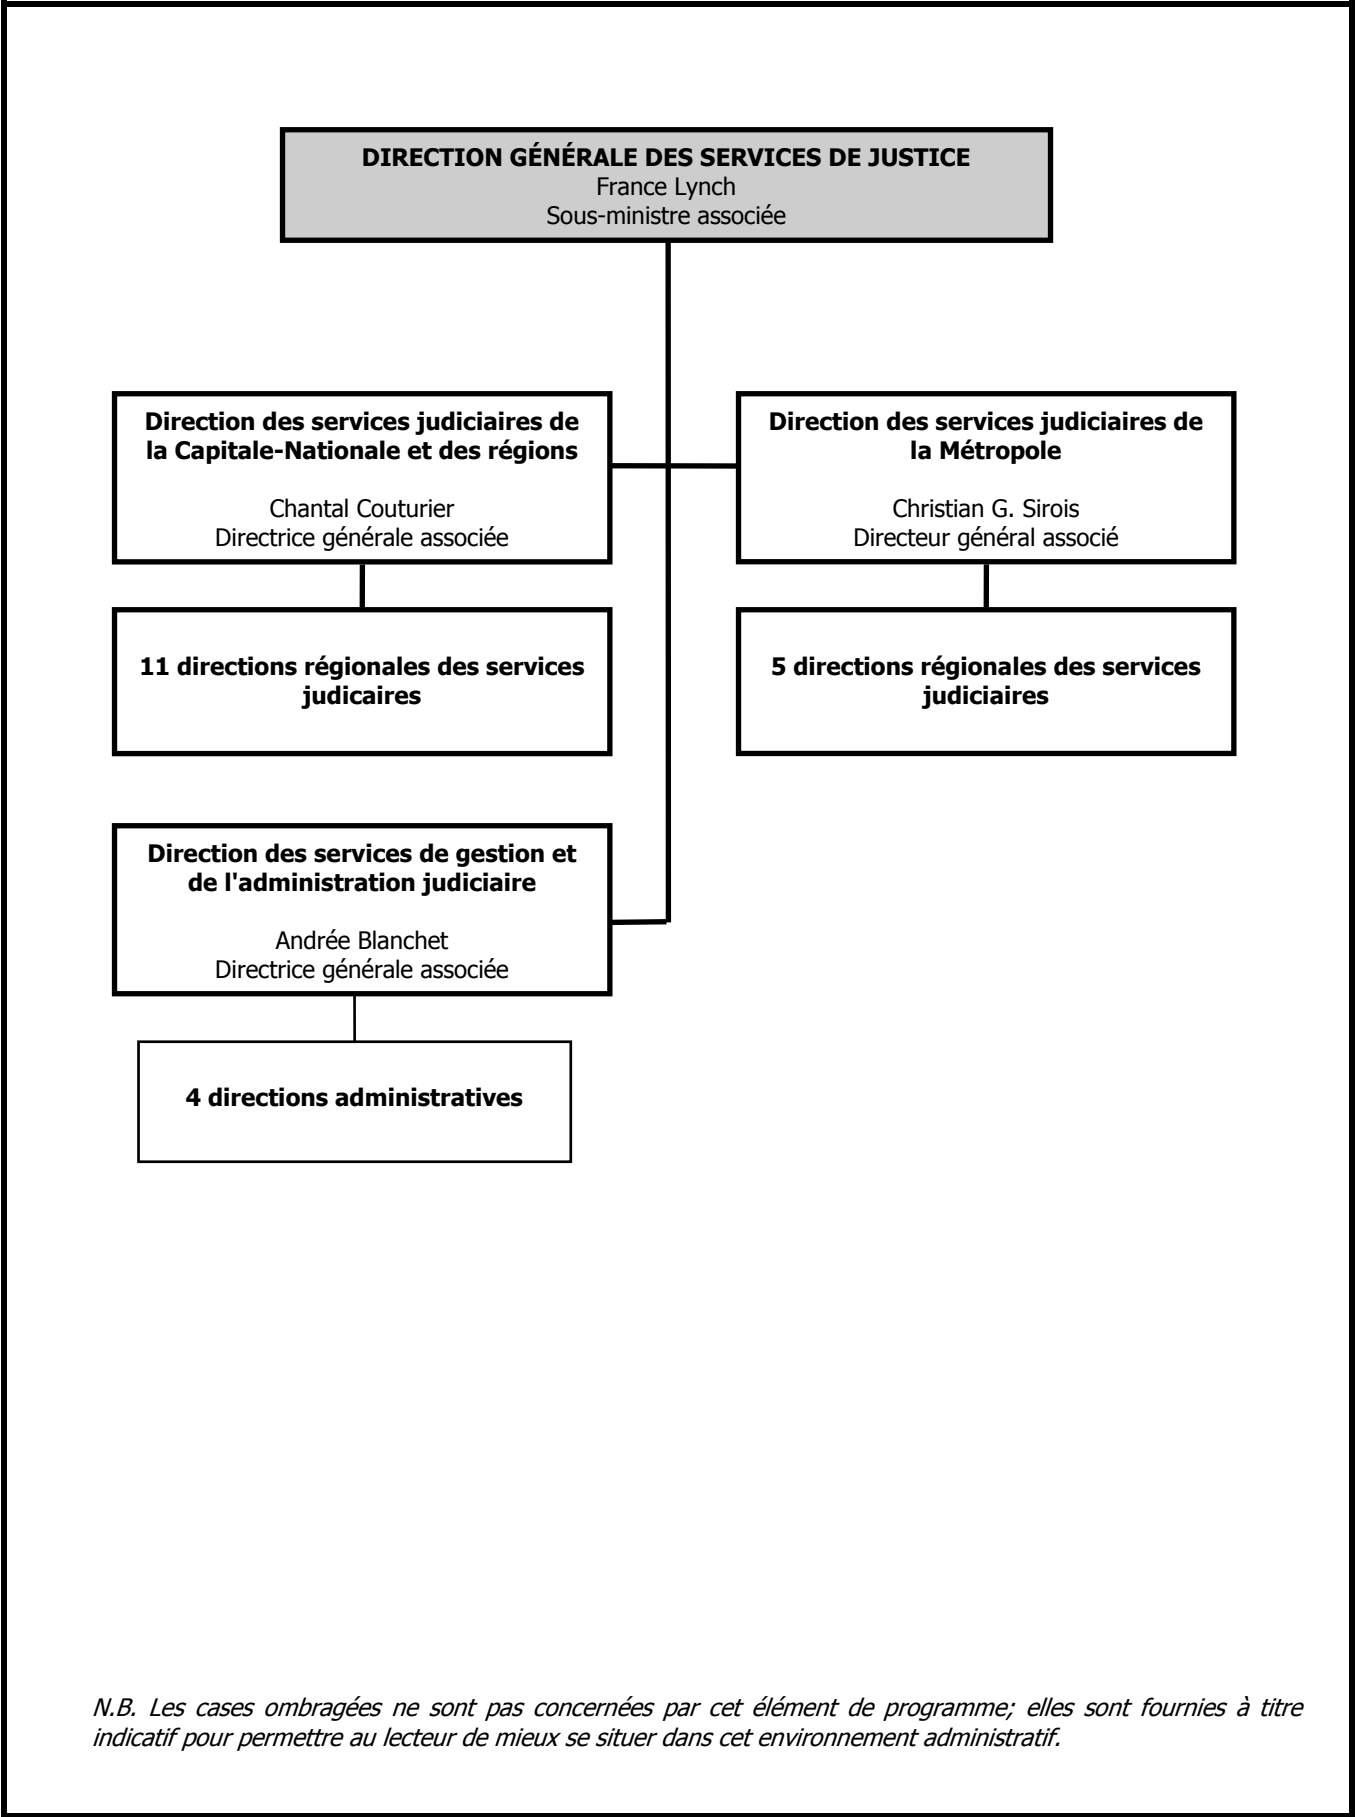 DIRECTION GÉNÉRALE DES SERVICES DE JUSTICE
France Lynch
Sous-ministre associée
Direction des services judiciaires de
la Capitale-Nationale et des régions
Chantal Couturier
Directrice générale associée
Direction des services judiciaires de
la Métropole
Christian G. Sirois
Directeur général associé
11 directions régionales des services
judicaires
5 directions régionales des services
judiciaires
Direction des services de gestion et
de l'administration judiciaire
Andrée Blanchet
Directrice générale associée
4 directions administratives
N.B. Les cases ombragées ne sont pas concernées par cet élément de programme; elles sont fournies à titre
indicatif pour permettre au lecteur de mieux se situer dans cet environnement administratif.